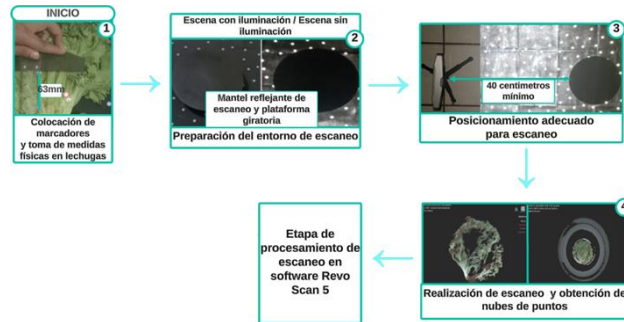 INICIO
1
63mm
Colocación de
marcadores
y toma de medidas
físicas en lechugas
Escena con iluminación / Escena sin
iluminación
2
Mantel reflejante de
escaneo y plataforma
giratoria
Preparación del entorno de escaneo
3
40 centimetros
mínimo
Posicionamiento adecuado
para escaneo
4
Realización de escaneo y obtención de
nubes de puntos
Etapa de
procesamiento de
escaneo en
software Revo
Scan 5